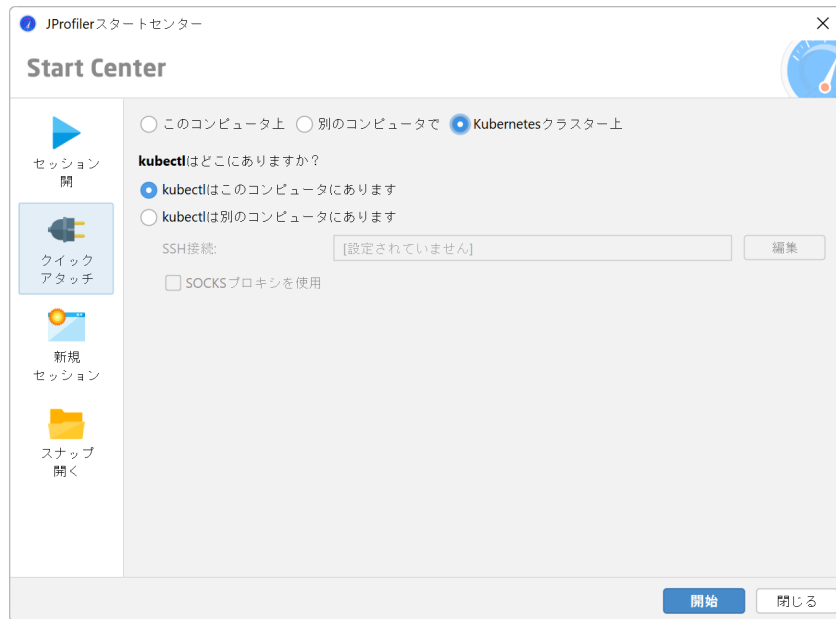 JProfilerスタートセンター
Start Center
このコンピュータ上 別のコンピュータで Kubernetesクラスター上
kubectlはどこにありますか？
kubectlはこのコンピュータにあります
kubectlは別のコンピュータにあります
SSH接続: [設定されていません] 編集
SOCKSプロキシを使用
セッション
開
クイック
アタッチ
新規
セッション
スナップ
開く
開始 閉じる